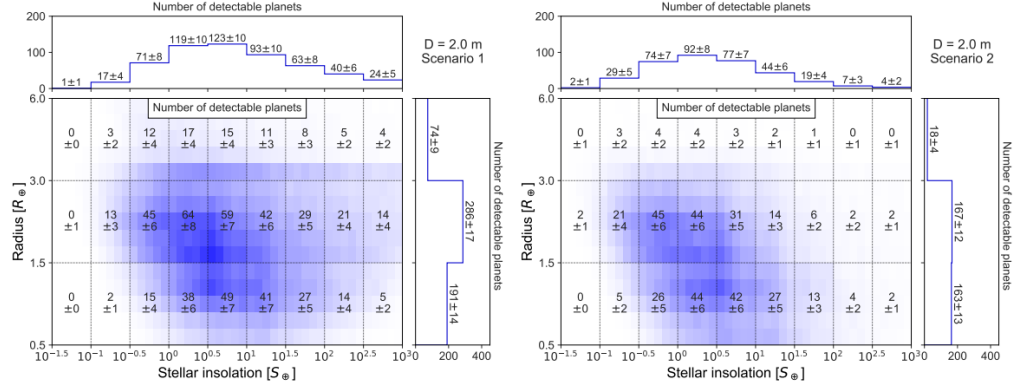 Number of detectable planets
200
100
0
1±1
17±4
71±8
119±10
123±10
93±10
63±8
40±6
24±5
D = 2.0 m
Scenario 1
Number of detectable planets
6.0
3.0
1.5
0.5
Radius [R⊕]
0 3 12 17 15 11 8 5 4
±0 ±2 ±4 ±4 ±4 ±3 ±3 ±2 ±2
0 13 45 64 59 42 29 21 14
±1 ±3 ±6 ±8 ±7 ±6 ±5 ±4 ±4
0 2 15 38 49 41 27 14 5
±0 ±1 ±4 ±6 ±7 ±7 ±5 ±4 ±2
10^-1.5 10^-1 10^-0.5 10^0 10^0.5 10^1 10^1.5 10^2 10^2.5 10^3
Stellar insolation [S⊕]
74±9
286±17
191±14
0 200 400
Number of detectable planets
Number of detectable planets
200
100
0
2±1
29±5
74±7
92±8
77±7
44±6
19±4
7±3
4±2
D = 2.0 m
Scenario 2
Number of detectable planets
6.0
3.0
1.5
0.5
Radius [R⊕]
0 3 4 4 3 2 1 0 0
±1 ±2 ±2 ±2 ±2 ±1 ±1 ±1 ±1
2 21 45 44 31 14 6 2 2
±1 ±4 ±6 ±6 ±5 ±3 ±2 ±2 ±1
0 5 26 44 42 27 13 4 2
±0 ±2 ±5 ±6 ±6 ±5 ±3 ±2 ±1
10^-1.5 10^-1 10^-0.5 10^0 10^0.5 10^1 10^1.5 10^2 10^2.5 10^3
Stellar insolation [S⊕]
18±4
167±12
163±13
0 200 400
Number of detectable planets